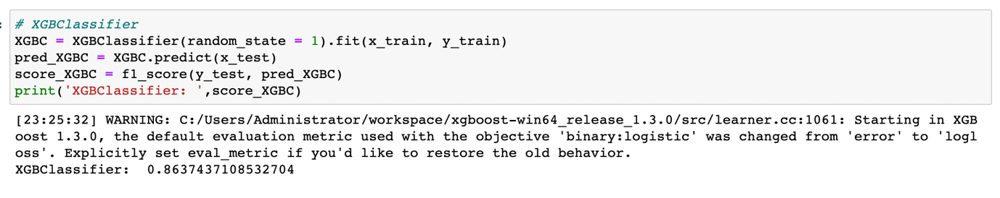 :
# XGBClassifier
XGBC = XGBClassifier(random_state = 1).fit(x_train, y_train)
pred_XGBC = XGBC.predict(x_test)
score_XGBC = f1_score(y_test, pred_XGBC)
print('XGBClassifier: ',score_XGBC)
[23:25:32] WARNING: C:/Users/Administrator/workspace/xgboost-win64_release_1.3.0/src/learner.cc:1061: Starting in XGB
oost 1.3.0, the default evaluation metric used with the objective 'binary:logistic' was changed from 'error' to 'logl
oss'. Explicitly set eval_metric if you'd like to restore the old behavior.
XGBClassifier:  0.8637437108532704